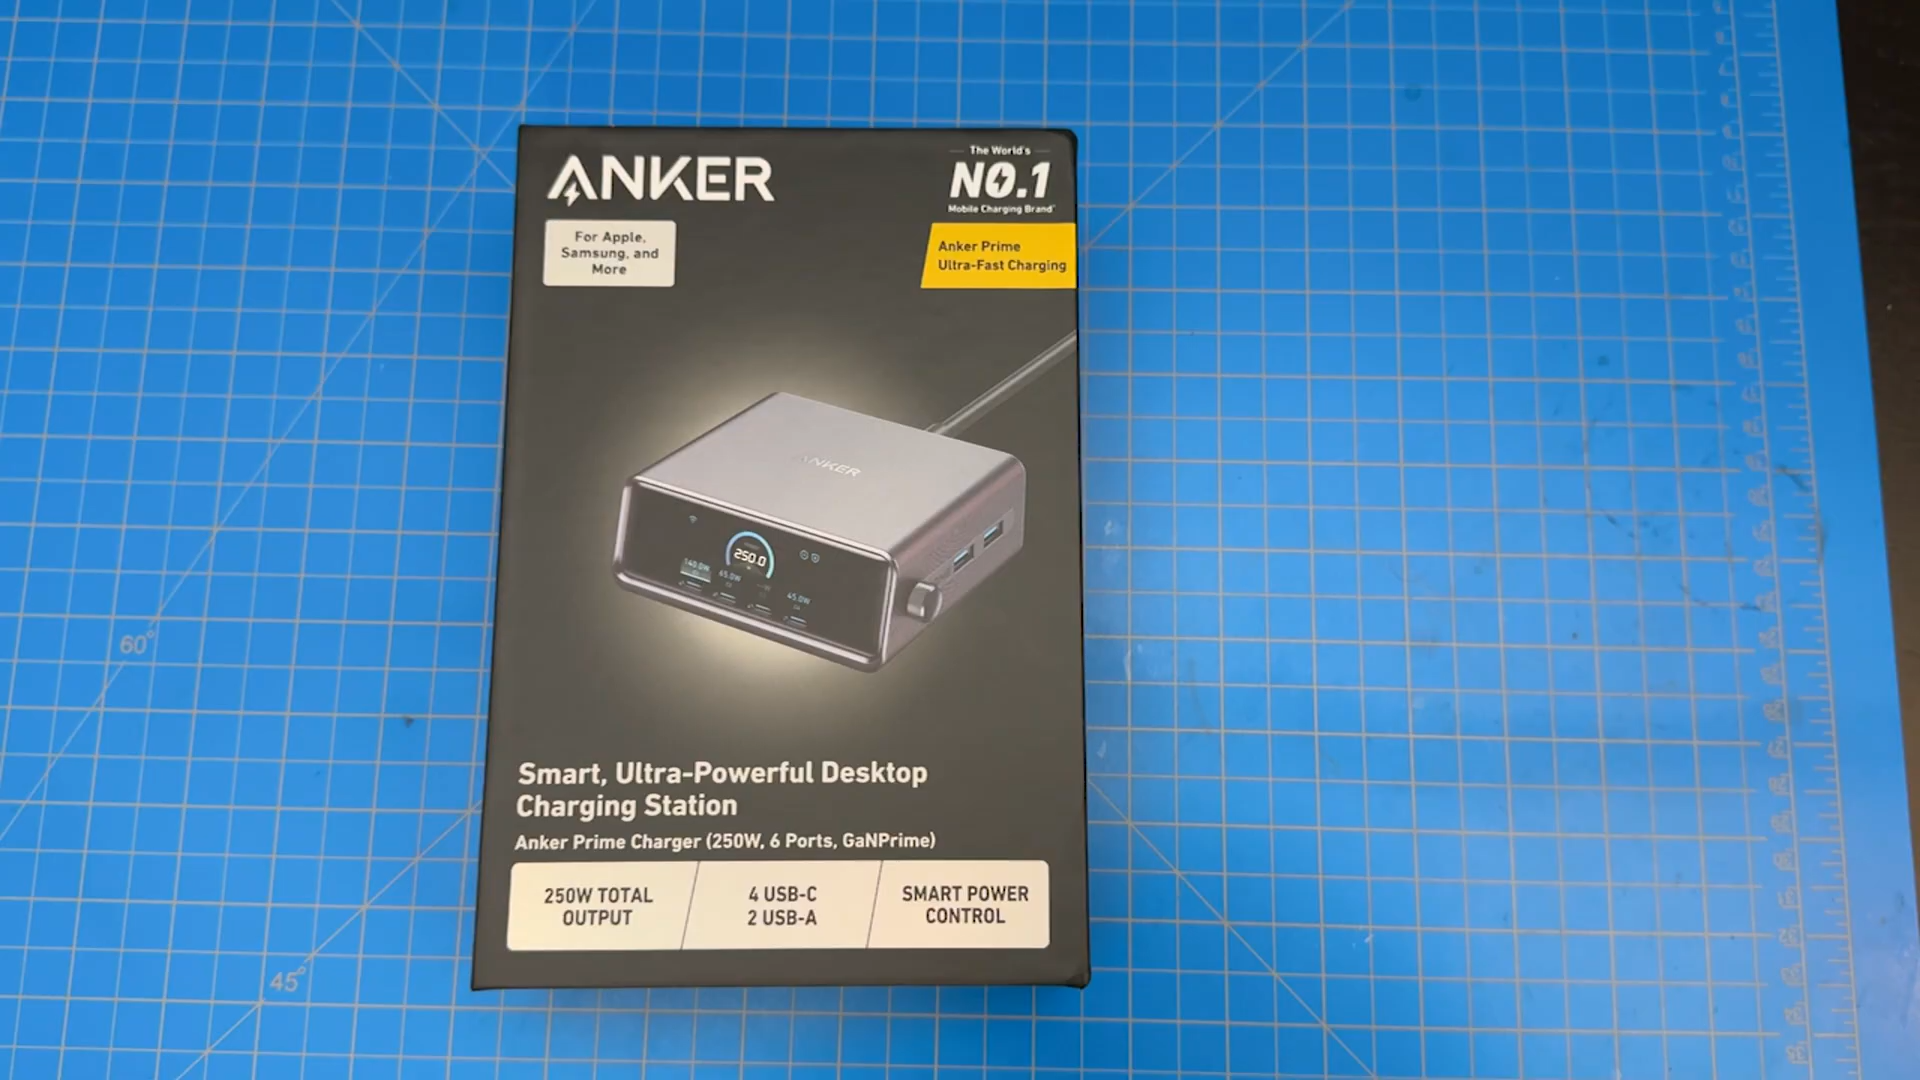 ANKER
The World's
NO.1
Mobile Charging Brand
For Apple,
Samsung, and
More
Anker Prime
Ultra-Fast Charging
ANKER
250.0
140.0W
65.0W
45.0W
Smart, Ultra-Powerful Desktop
Charging Station
Anker Prime Charger (250W, 6 Ports, GaNPrime)
250W TOTAL
OUTPUT
4 USB-C
2 USB-A
SMART POWER
CONTROL
60°
45°